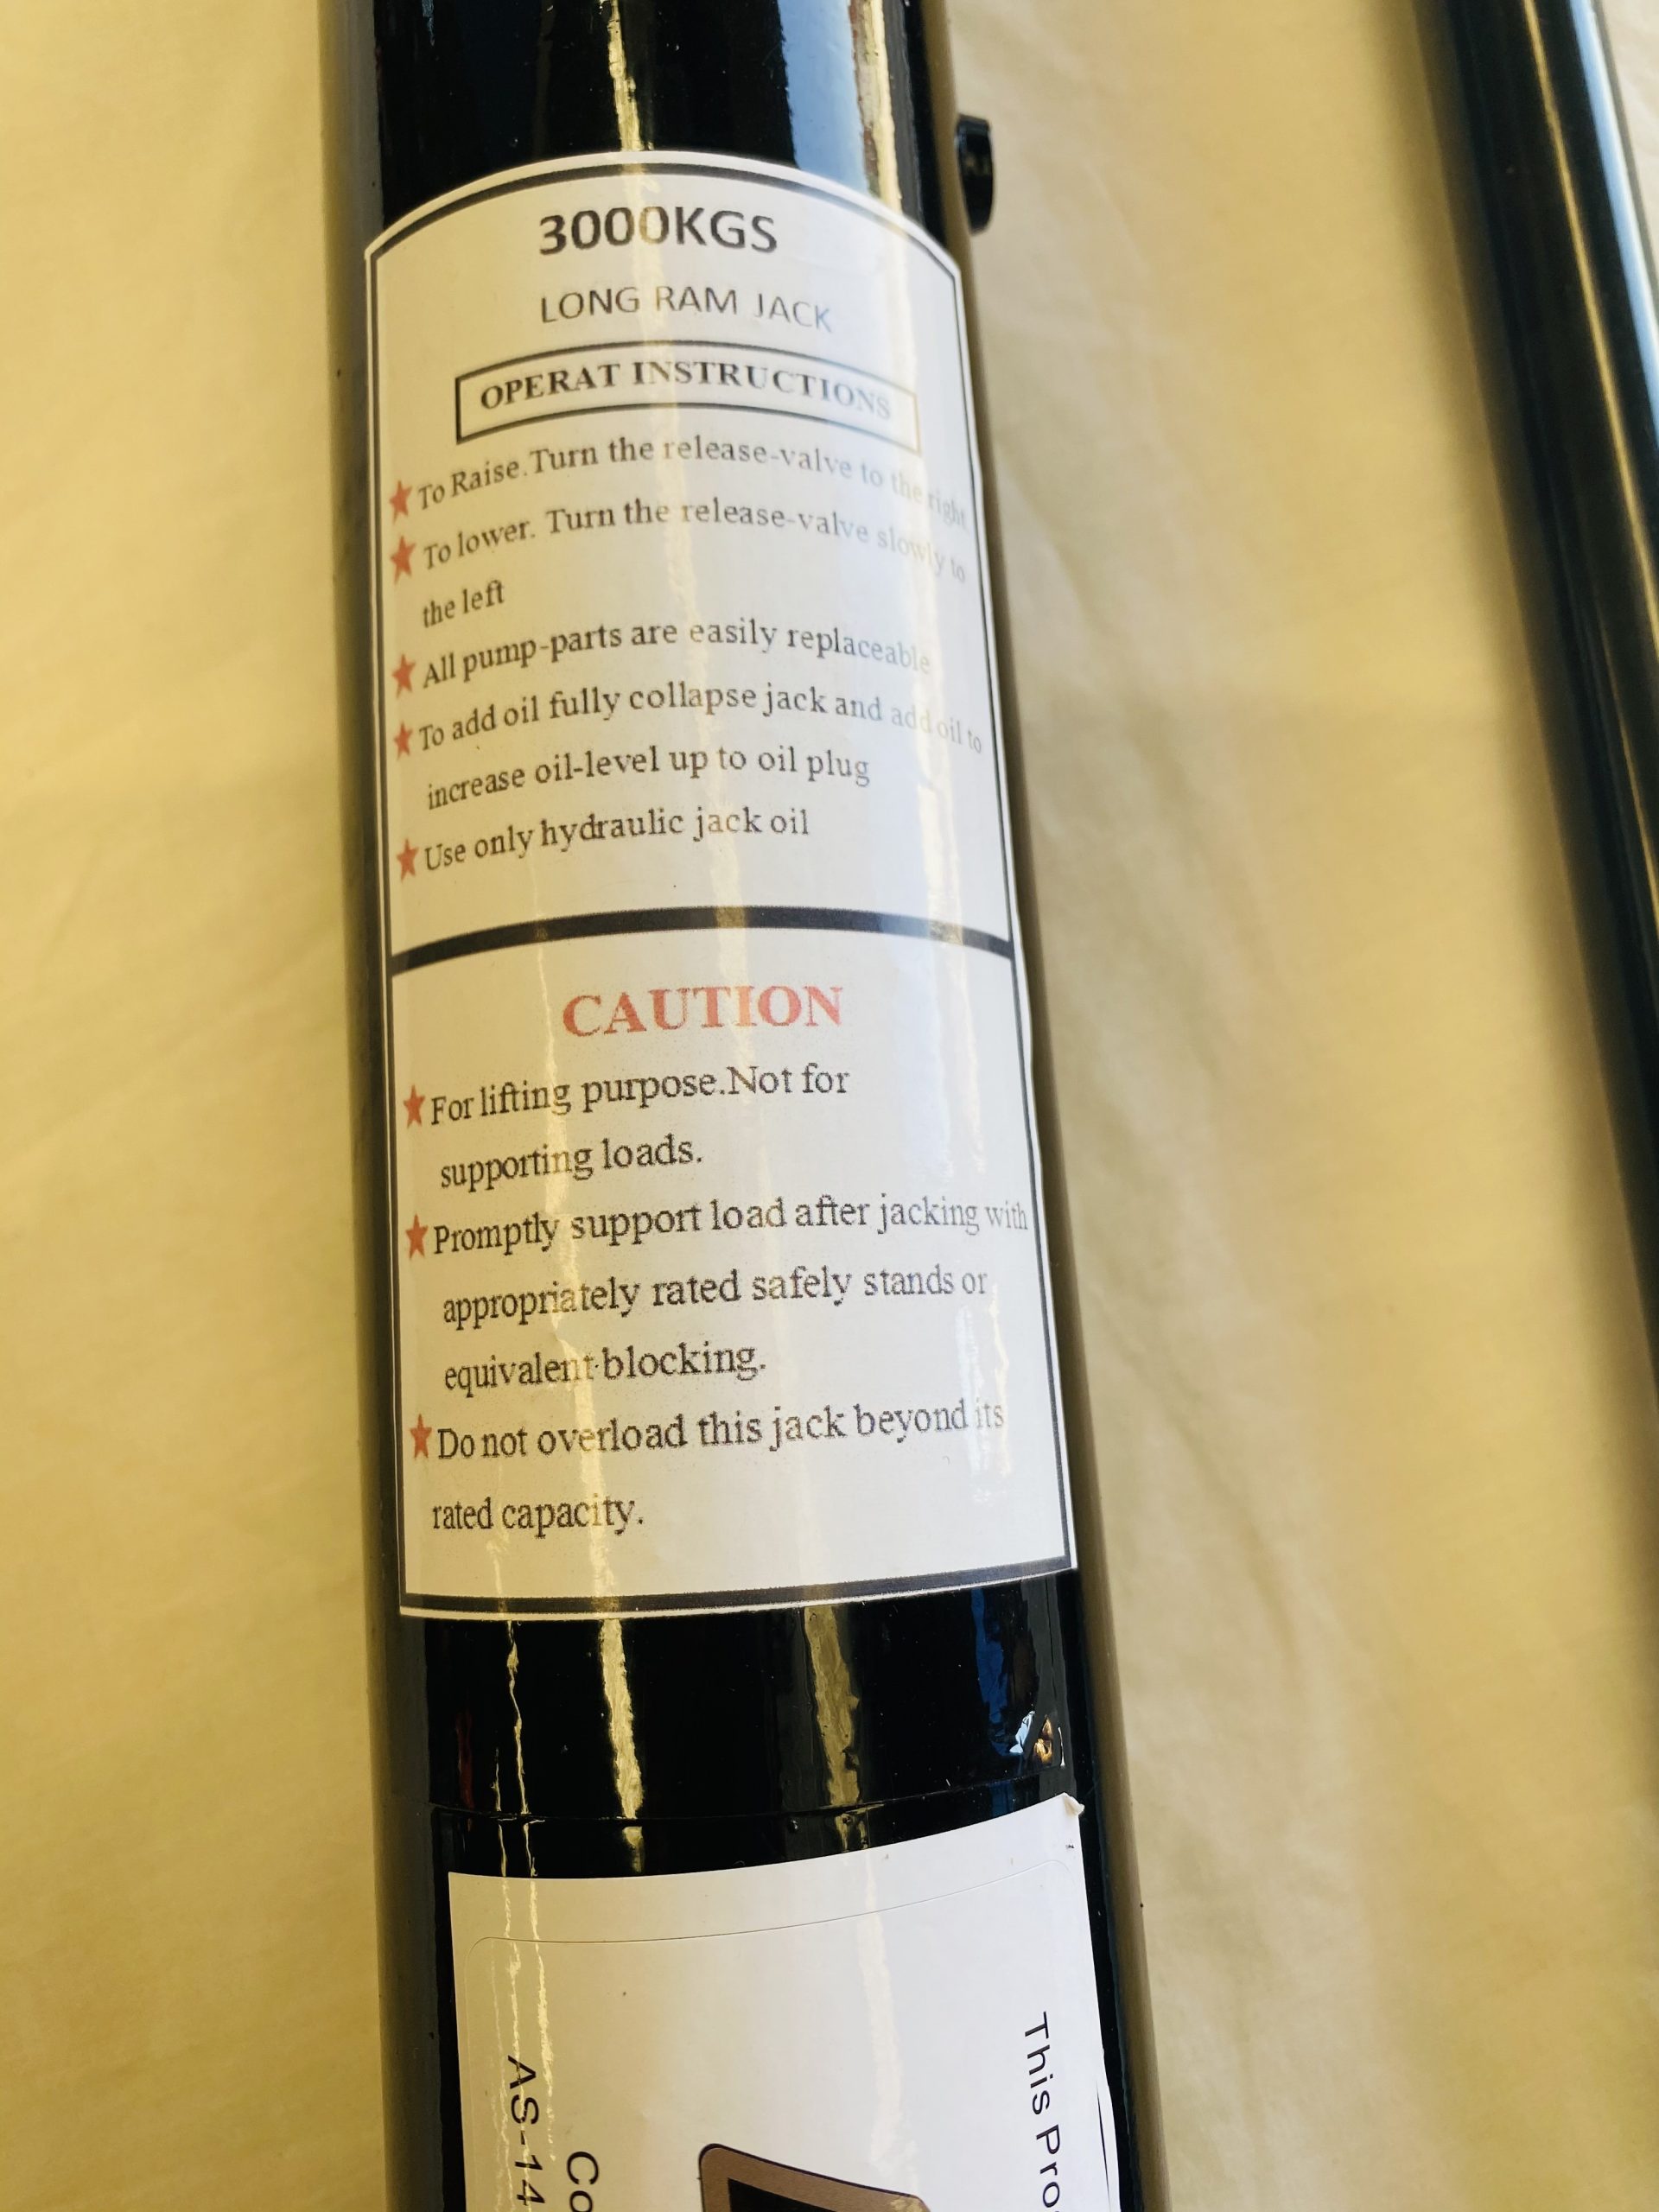 3000KGS
LONG RAM JACK
OPERAT INSTRUCTIONS
★To Raise.Turn the release-valve to the right
★To lower. Turn the release-valve slowly to
the left
★All pump-parts are easily replaceable
★To add oil fully collapse jack and add oil to
increase oil-level up to oil plug
★Use only hydraulic jack oil
CAUTION
★For lifting purpose.Not for
supporting loads.
★Promptly support load after jacking with
appropriately rated safely stands or
equivalent blocking.
★Do not overload this jack beyond its
rated capacity.
This Pro
Co
AS-14